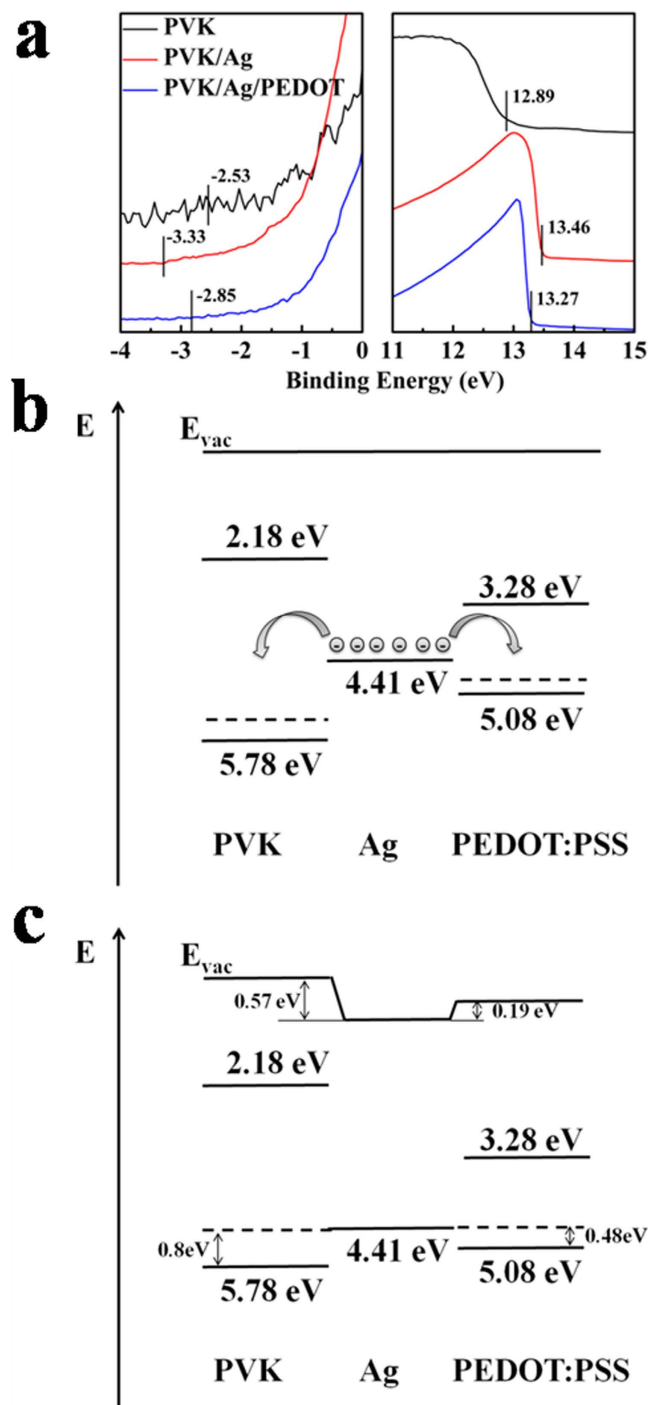 a
PVK
PVK/Ag
PVK/Ag/PEDOT
-2.53
-3.33
-2.85
12.89
13.46
13.27
-4 -3 -2 -1 0 11 12 13 14 15
Binding Energy (eV)
b
E
Evac
2.18 eV
3.28 eV
4.41 eV
5.08 eV
5.78 eV
PVK Ag PEDOT:PSS
c
E
Evac
0.57 eV
0.19 eV
2.18 eV
3.28 eV
0.8eV
0.48eV
4.41 eV
5.08 eV
5.78 eV
PVK Ag PEDOT:PSS